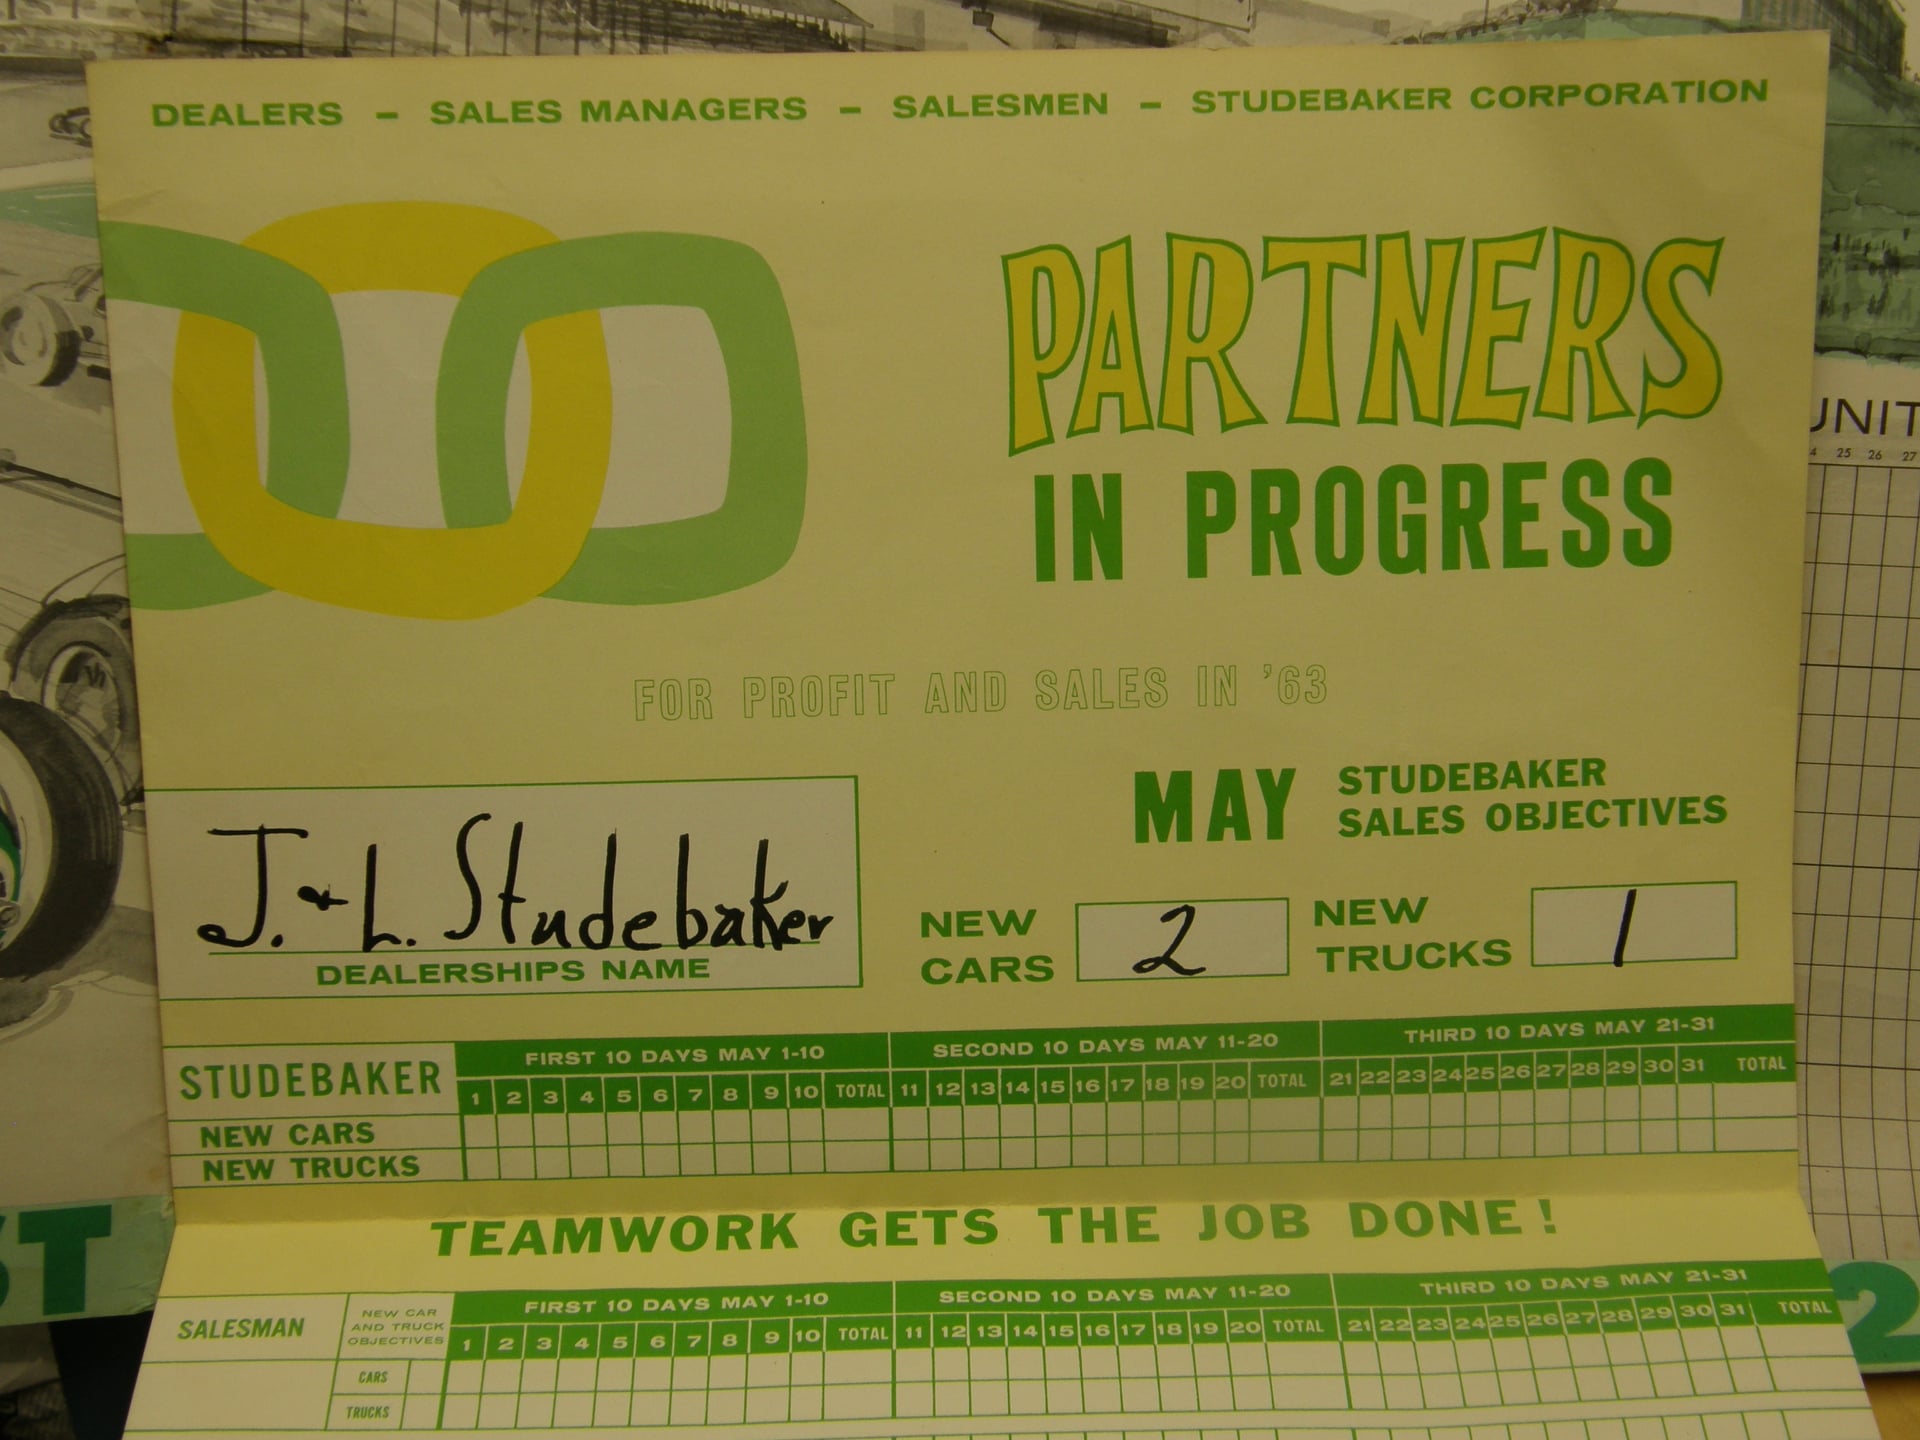 DEALERS – SALES MANAGERS – SALESMEN – STUDEBAKER CORPORATION
PARTNERS
IN PROGRESS
FOR PROFIT AND SALES IN '63
MAY STUDEBAKER
SALES OBJECTIVES
J. + L. Studebaker
DEALERSHIPS NAME
NEW
CARS 2
NEW
TRUCKS 1
STUDEBAKER
FIRST 10 DAYS MAY 1-10 SECOND 10 DAYS MAY 11-20 THIRD 10 DAYS MAY 21-31
1 2 3 4 5 6 7 8 9 10 TOTAL 11 12 13 14 15 16 17 18 19 20 TOTAL 21 22 23 24 25 26 27 28 29 30 31 TOTAL
NEW CARS
NEW TRUCKS
TEAMWORK GETS THE JOB DONE!
SALESMAN
NEW CAR
AND TRUCK
OBJECTIVES
FIRST 10 DAYS MAY 1-10 SECOND 10 DAYS MAY 11-20 THIRD 10 DAYS MAY 21-31
1 2 3 4 5 6 7 8 9 10 TOTAL 11 12 13 14 15 16 17 18 19 20 TOTAL 21 22 23 24 25 26 27 28 29 30 31 TOTAL
CARS
TRUCKS
UNIT
25 26 27
ST
2